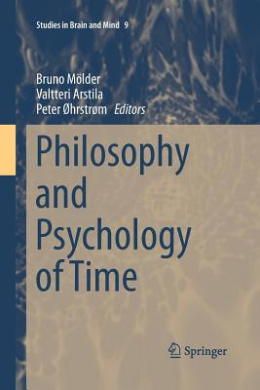 Studies in Brain and Mind 9
Bruno Mölder
Valtteri Arstila
Peter Øhrstrøm Editors
Philosophy
and
Psychology
of Time
Springer